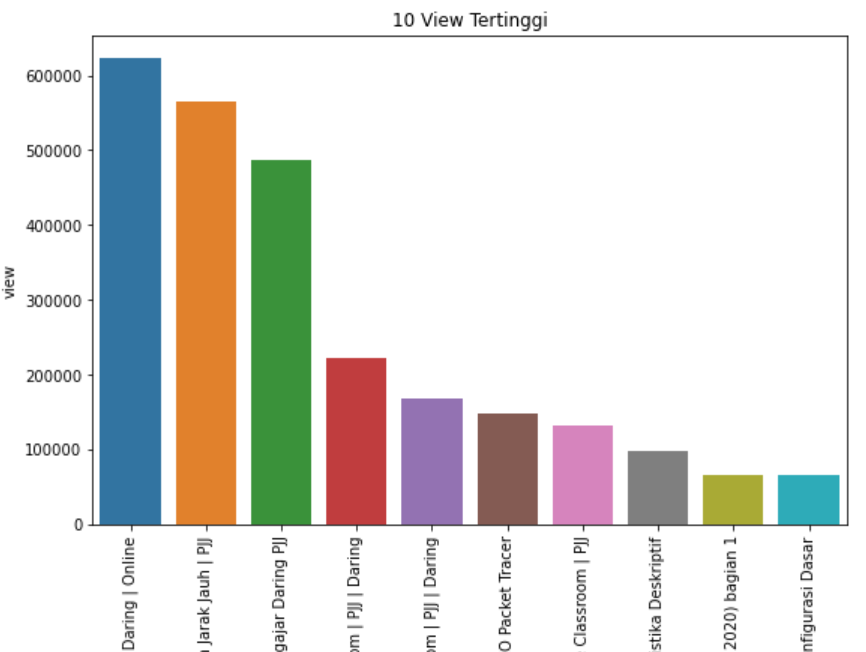 10 View Tertinggi
view
600000
500000
400000
300000
200000
100000
0
Daring | Online
Jarak Jauh | PJJ
gajar Daring PJJ
om | PJJ | Daring
om | PJJ | Daring
O Packet Tracer
Classroom | PJJ
stika Deskriptif
2020) bagian 1
nfigurasi Dasar